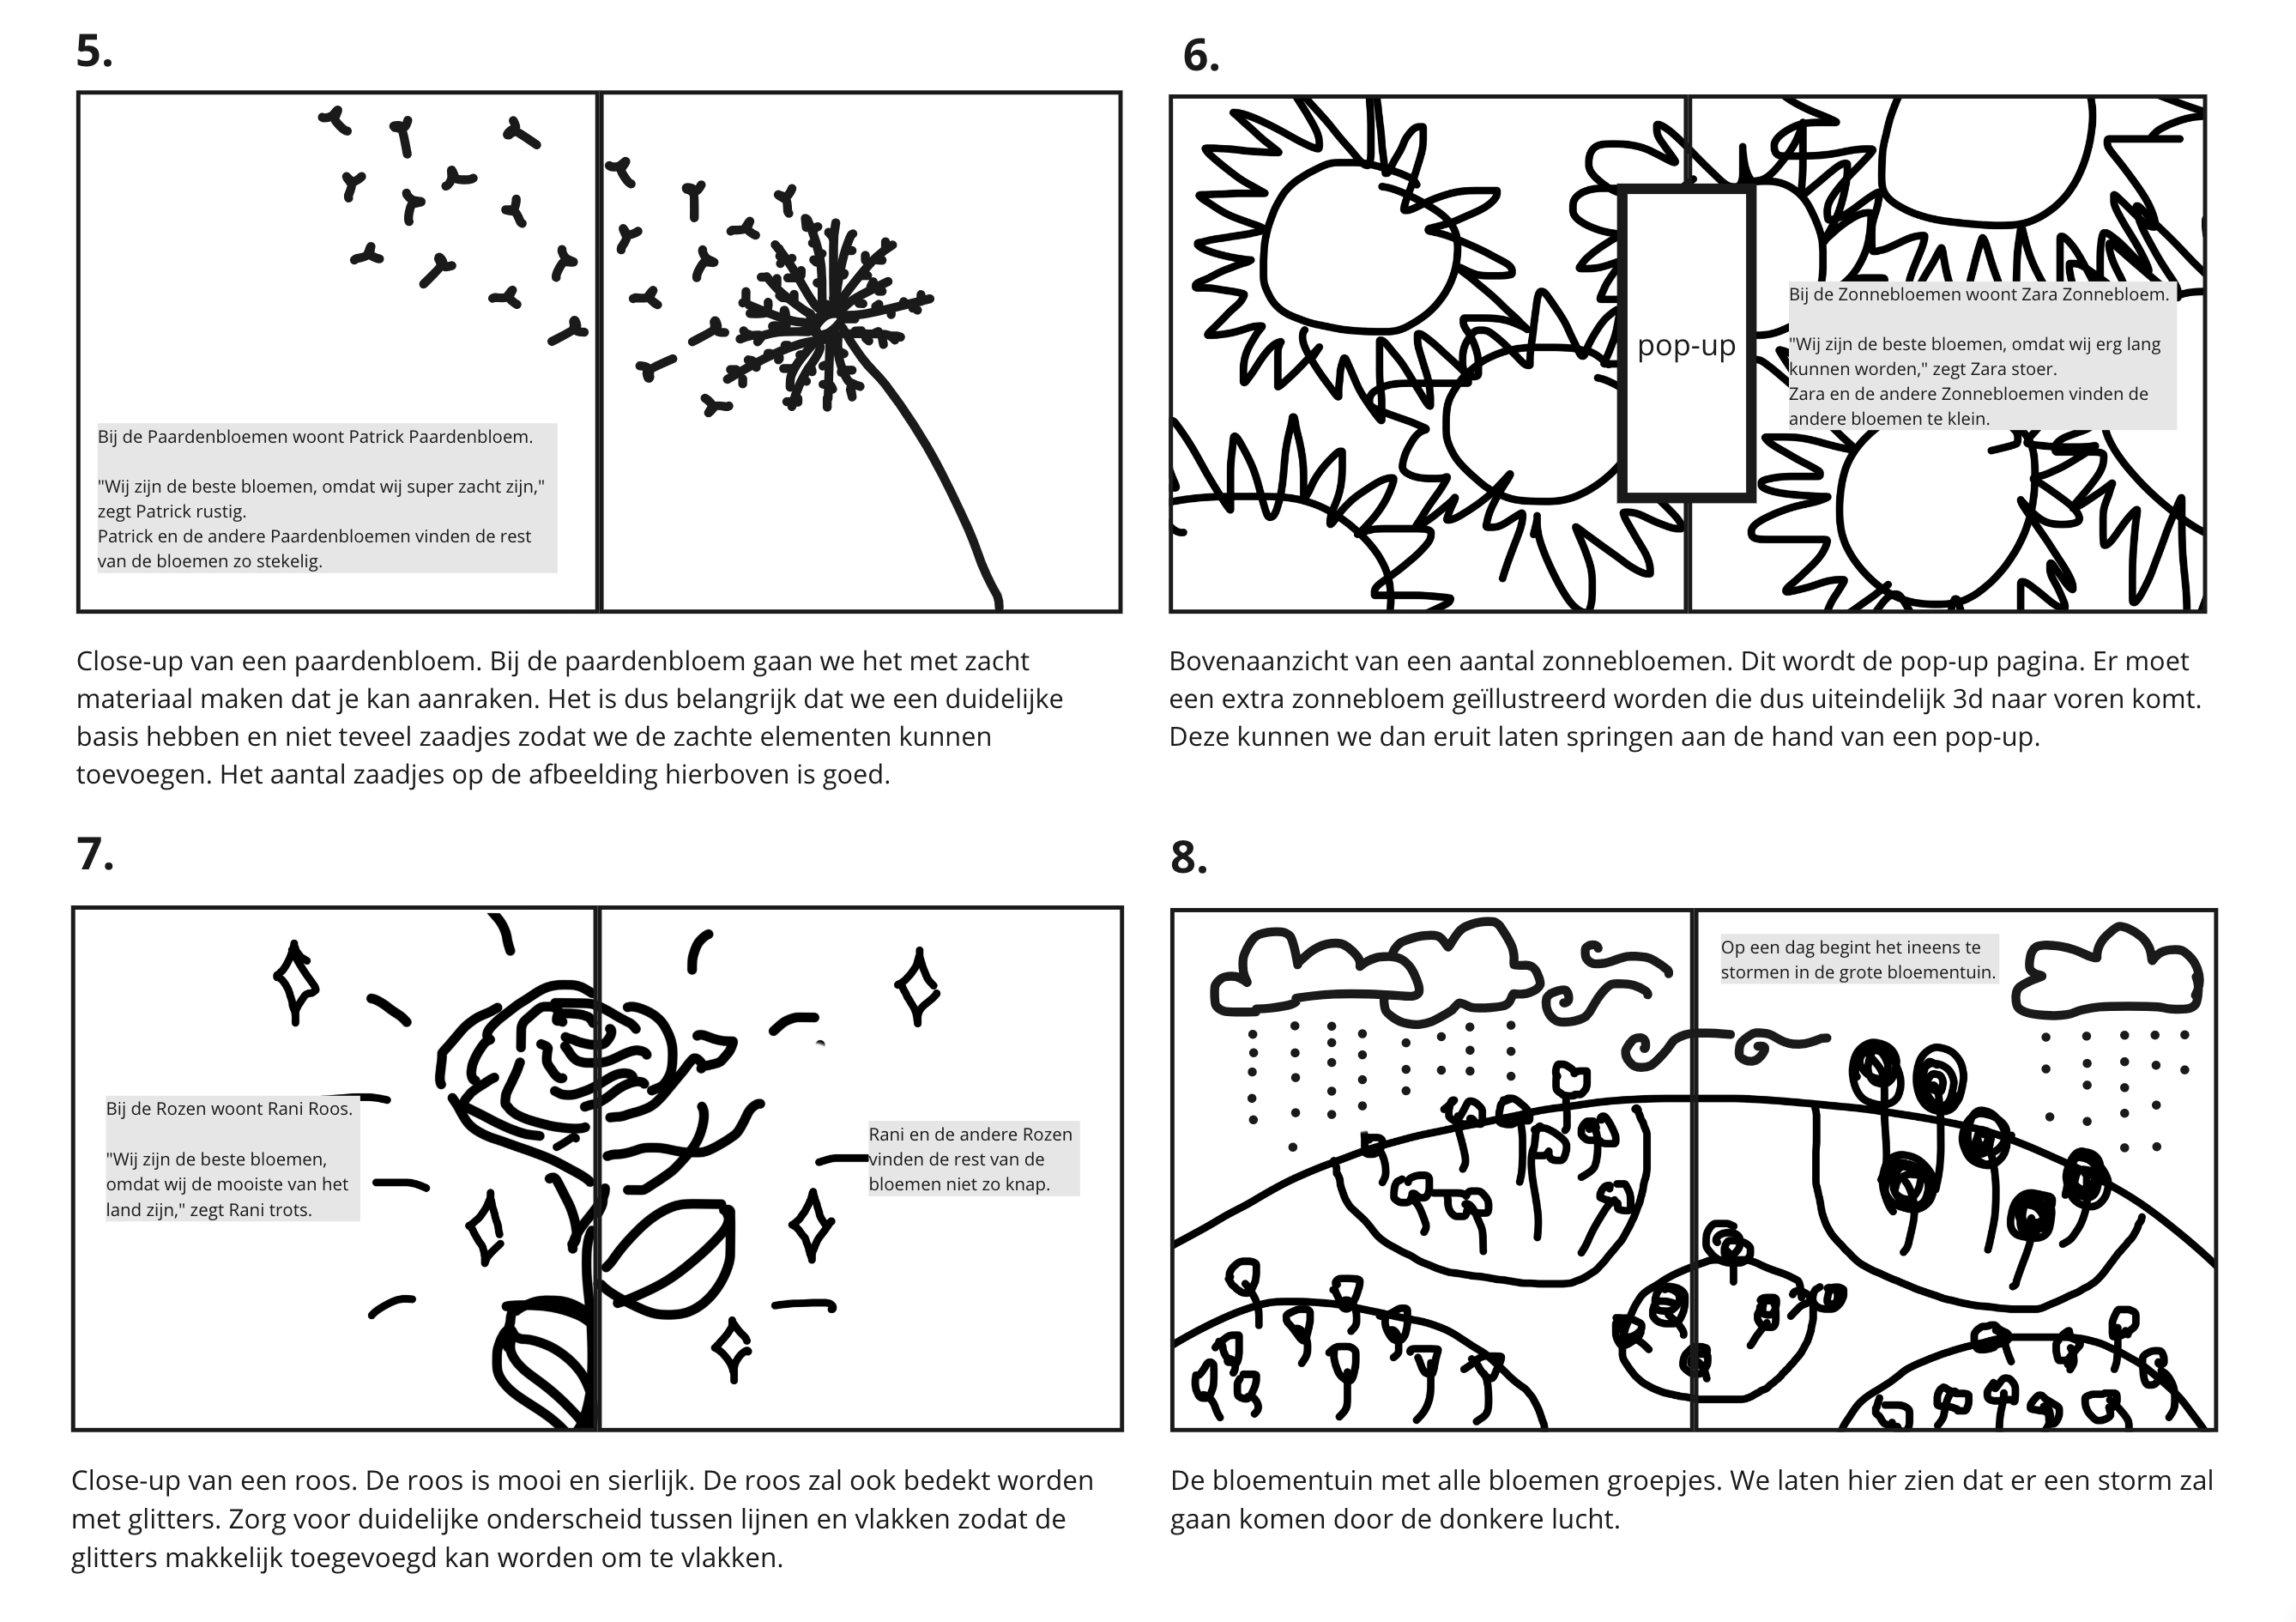 5.
Bij de Paardenbloemen woont Patrick Paardenbloem.
"Wij zijn de beste bloemen, omdat wij super zacht zijn,"
zegt Patrick rustig.
Patrick en de andere Paardenbloemen vinden de rest
van de bloemen zo stekelig.
Close-up van een paardenbloem. Bij de paardenbloem gaan we het met zacht
materiaal maken dat je kan aanraken. Het is dus belangrijk dat we een duidelijke
basis hebben en niet teveel zaadjes zodat we de zachte elementen kunnen
toevoegen. Het aantal zaadjes op de afbeelding hierboven is goed.
6.
pop-up
Bij de Zonnebloemen woont Zara Zonnebloem.
"Wij zijn de beste bloemen, omdat wij erg lang
kunnen worden," zegt Zara stoer.
Zara en de andere Zonnebloemen vinden de
andere bloemen te klein.
Bovenaanzicht van een aantal zonnebloemen. Dit wordt de pop-up pagina. Er moet
een extra zonnebloem geïllustreerd worden die dus uiteindelijk 3d naar voren komt.
Deze kunnen we dan eruit laten springen aan de hand van een pop-up.
7.
Bij de Rozen woont Rani Roos.
"Wij zijn de beste bloemen,
omdat wij de mooiste van het
land zijn," zegt Rani trots.
Rani en de andere Rozen
vinden de rest van de
bloemen niet zo knap.
Close-up van een roos. De roos is mooi en sierlijk. De roos zal ook bedekt worden
met glitters. Zorg voor duidelijke onderscheid tussen lijnen en vlakken zodat de
glitters makkelijk toegevoegd kan worden om te vlakken.
8.
Op een dag begint het ineens te
stormen in de grote bloementuin.
De bloementuin met alle bloemen groepjes. We laten hier zien dat er een storm zal
gaan komen door de donkere lucht.